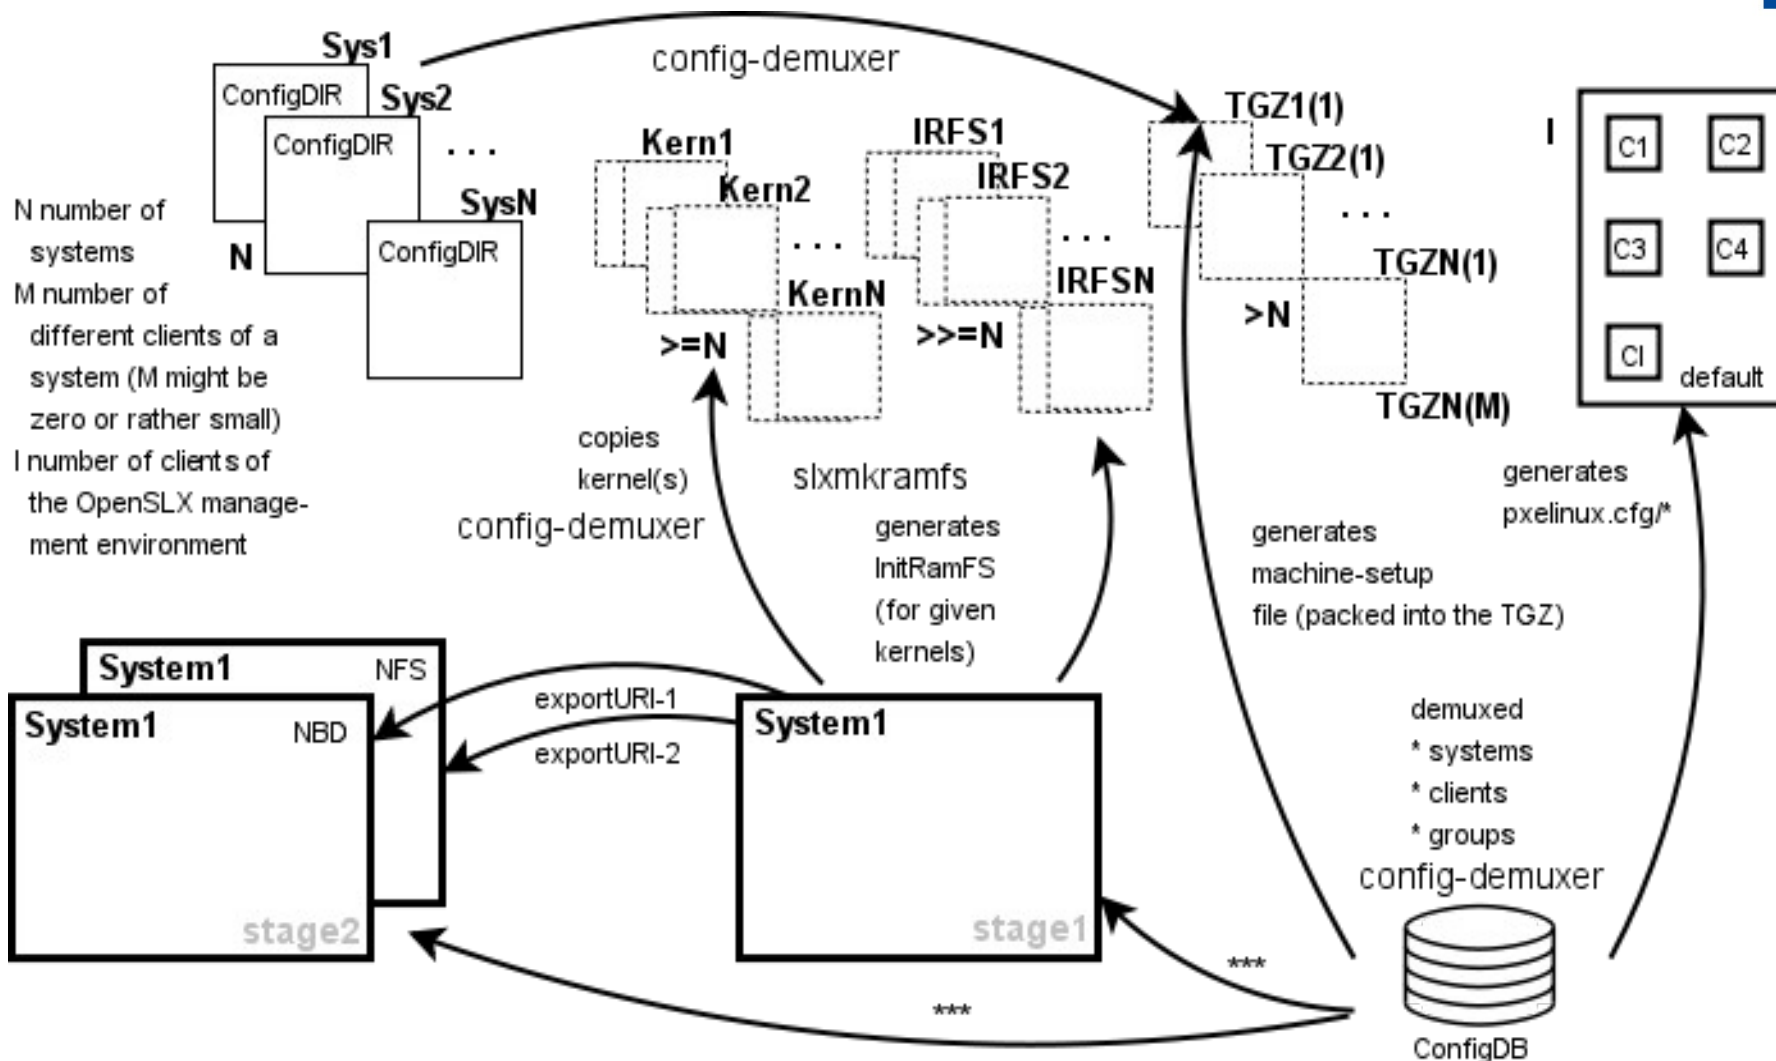 Sys1
ConfigDIR
Sys2
ConfigDIR
. . .
SysN
ConfigDIR
N
config-demuxer
Kern1
Kern2
. . .
KernN
>=N
IRFS1
IRFS2
. . .
IRFSN
>>=N
TGZ1(1)
TGZ2(1)
. . .
TGZN(1)
>N
TGZN(M)
I
C1
C2
C3
C4
CI
default
N number of
systems
M number of
different clients of a
system (M might be
zero or rather small)
I number of clients of
the OpenSLX manage-
ment environment
copies
kernel(s)
config-demuxer
slxmkramfs
generates
InitRamFS
(for given
kernels)
generates
machine-setup
file (packed into the TGZ)
generates
pxelinux.cfg/*
System1
NFS
System1
NBD
stage2
exportURI-1
exportURI-2
System1
stage1
demuxed
* systems
* clients
* groups
config-demuxer
***
***
ConfigDB